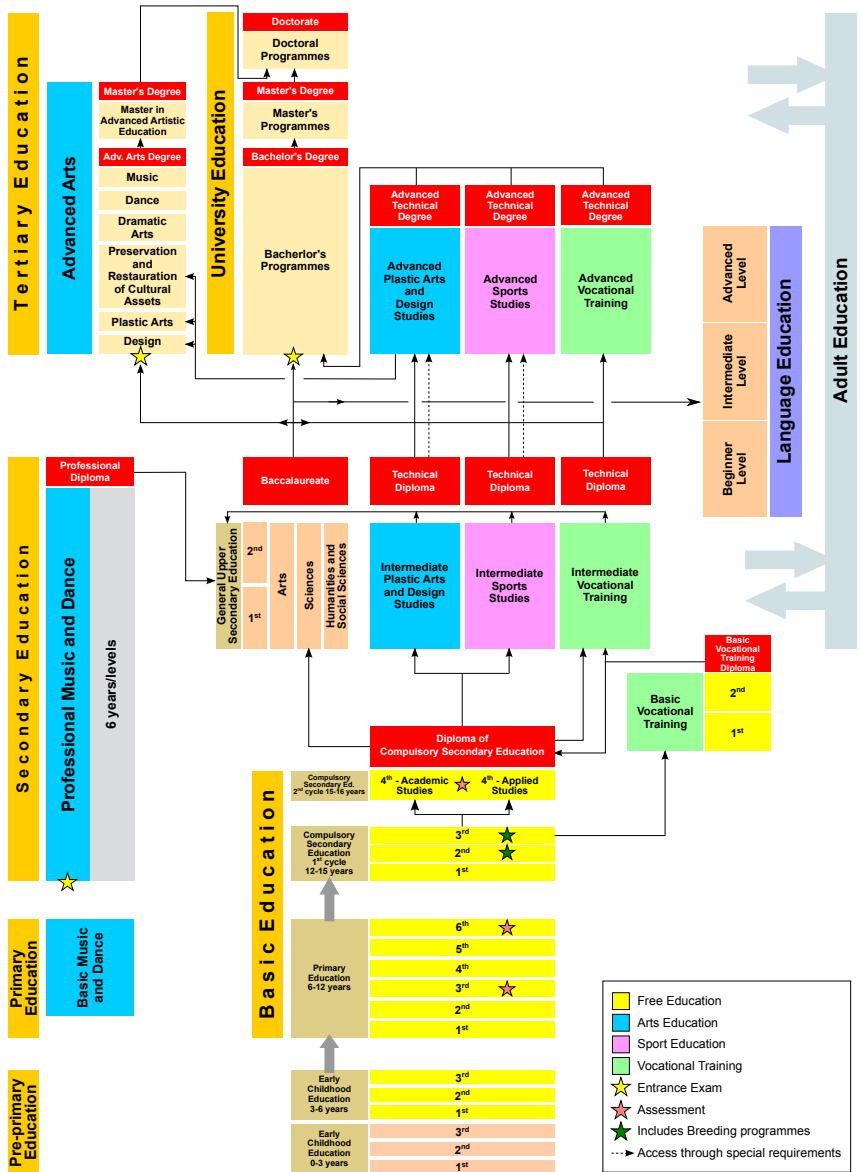 Tertiary Education
Advanced Arts
Master's Degree
Master in
Advanced Artistic
Education
Adv. Arts Degree
Music
Dance
Dramatic
Arts
Preservation and
Restauration
of Cultural
Assets
Plastic Arts
Design
University Education
Doctorate
Doctoral
Programmes
Master's Degree
Master's
Programmes
Bachelor's Degree
Bacherlor's
Programmes
Advanced
Technical
Degree
Advanced
Technical
Degree
Advanced
Technical
Degree
Advanced
Plastic Arts
and
Design
Studies
Advanced
Sports
Studies
Advanced
Vocational
Training
Advanced
Level
Intermediate
Level
Beginner
Level
Language Education
Adult Education
Secondary Education
Professional
Diploma
Professional Music and Dance
6 years/levels
Baccalaureate
Technical
Diploma
Technical
Diploma
Technical
Diploma
General Upper
Secondary Education
2nd
1st
Arts
Sciences
Humanities and
Social Sciences
Intermediate
Plastic Arts
and Design
Studies
Intermediate
Sports
Studies
Intermediate
Vocational
Training
Basic Vocational
Training
Diploma
Basic
Vocational
Training
2nd
1st
Diploma of
Compulsory Secondary Education
Basic Education
Compulsory
Secondary Ed.
2nd cycle 15-16 years
4th - Academic
Studies
4th - Applied
Studies
Compulsory
Secondary
Education
1st cycle
12-15 years
3rd
2nd
1st
Primary
Education
Basic Music
and Dance
Primary
Education
6-12 years
6th
5th
4th
3rd
2nd
1st
Pre-primary
Education
Early
Childhood
Education
3-6 years
3rd
2nd
1st
Early
Childhood
Education
0-3 years
3rd
2nd
1st
Free Education
Arts Education
Sport Education
Vocational Training
Entrance Exam
Assessment
Includes Breeding programmes
Access through special requirements